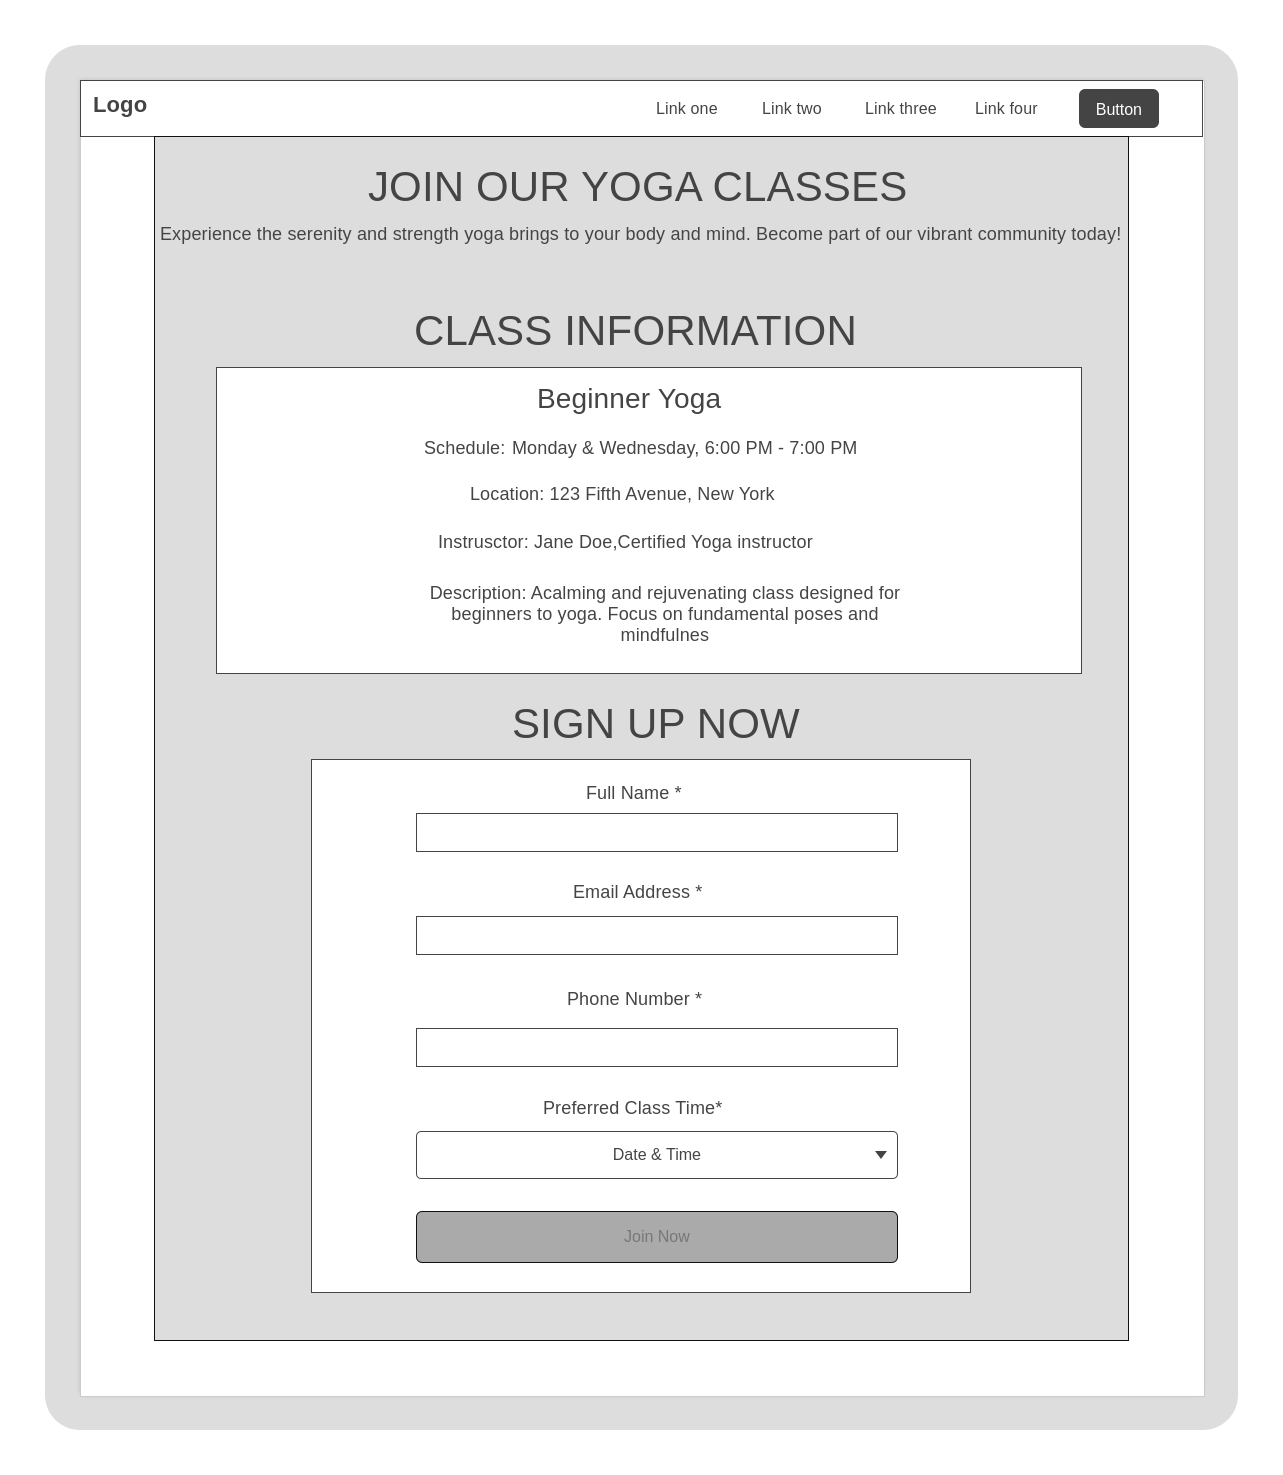 Logo
Link one
Link two
Link three
Link four
Button
JOIN OUR YOGA CLASSES
Experience the serenity and strength yoga brings to your body and mind. Become part of our vibrant community today!
CLASS INFORMATION
Beginner Yoga
Schedule: Monday & Wednesday, 6:00 PM - 7:00 PM
Location: 123 Fifth Avenue, New York
Instrusctor: Jane Doe,Certified Yoga instructor
Description: Acalming and rejuvenating class designed for
beginners to yoga. Focus on fundamental poses and
mindfulnes
SIGN UP NOW
Full Name *
Email Address *
Phone Number *
Preferred Class Time*
Date & Time
Join Now